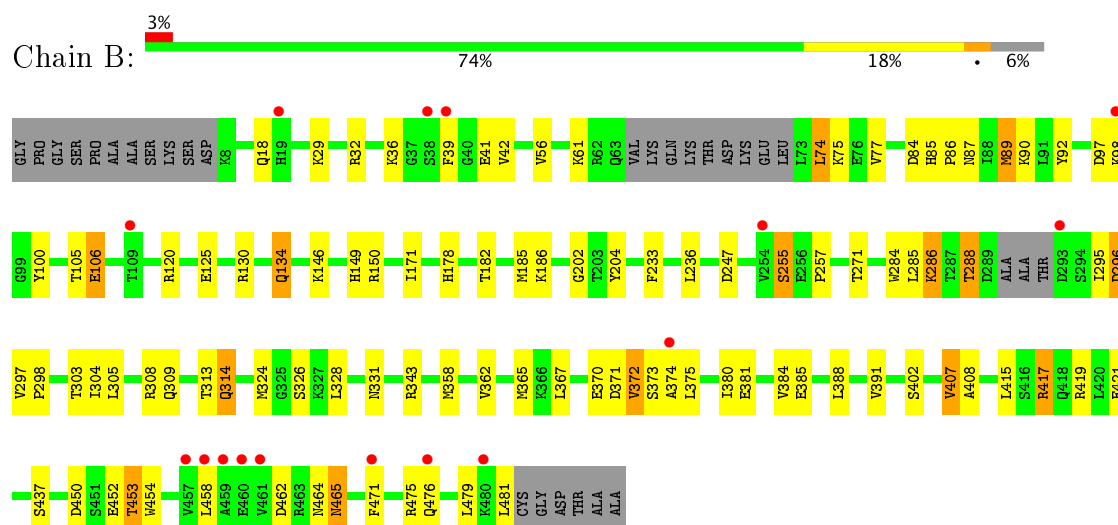 3%
Chain B:
74% 18% • 6%
GLY PRO GLY SER PRO ALA ALA SER LYS SER ASP K8 Q18 H19 K29 R32 K36 G37 S38 F39 G40 E41 V42 V56 K61 R62 Q63 VAL LYS GLN LYS THR ASP LYS GLU LEU L73 L74 K75 E76 V77 D84 H85 P86 N87 I88 M89 K90 L91 Y92 D97 K98
G99 Y100 T105 E106 T109 R120 E125 R130 Q134 K146 H149 R150 I171 H178 T182 M185 K186 G202 T203 Y204 F233 L236 D247 V254 S255 E256 P257 T271 W284 L285 K286 T287 T288 D289 ALA ALA THR D293 S294 I295 D296
V297 P298 T303 I304 L305 R308 Q309 T313 Q314 M324 G325 S326 K327 L328 N331 R343 M358 V362 M365 K366 L367 E370 D371 V372 S373 A374 L375 I380 E381 V384 E385 L388 V391 S402 V407 A408 L415 S416 R417 Q418 R419 L420 E421
S437 D450 S451 E452 T453 W454 V457 L458 A459 E460 V461 D462 R463 N464 N465 F471 R475 Q476 L479 K480 L481 CYS GLY ASP THR ALA ALA